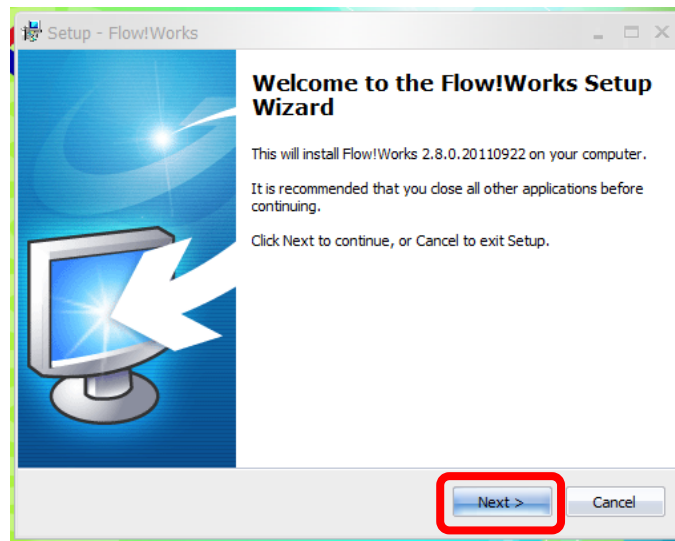 Setup - Flow!Works
Welcome to the Flow!Works Setup
Wizard
This will install Flow!Works 2.8.0.20110922 on your computer.
It is recommended that you close all other applications before
continuing.
Click Next to continue, or Cancel to exit Setup.
Next >
Cancel